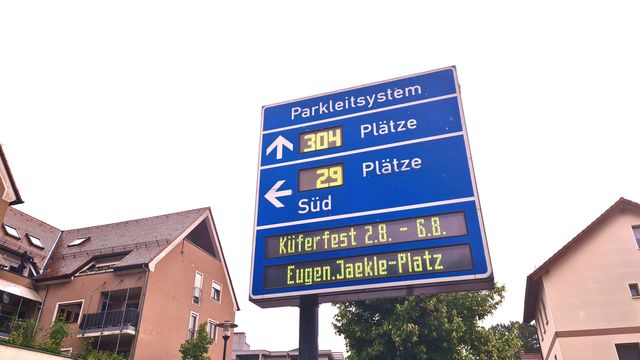 Parkleitsystem
304 Plätze
29 Plätze
Süd
Küferfest 2.8. - 6.8.
Eugen.Jaekle-Platz